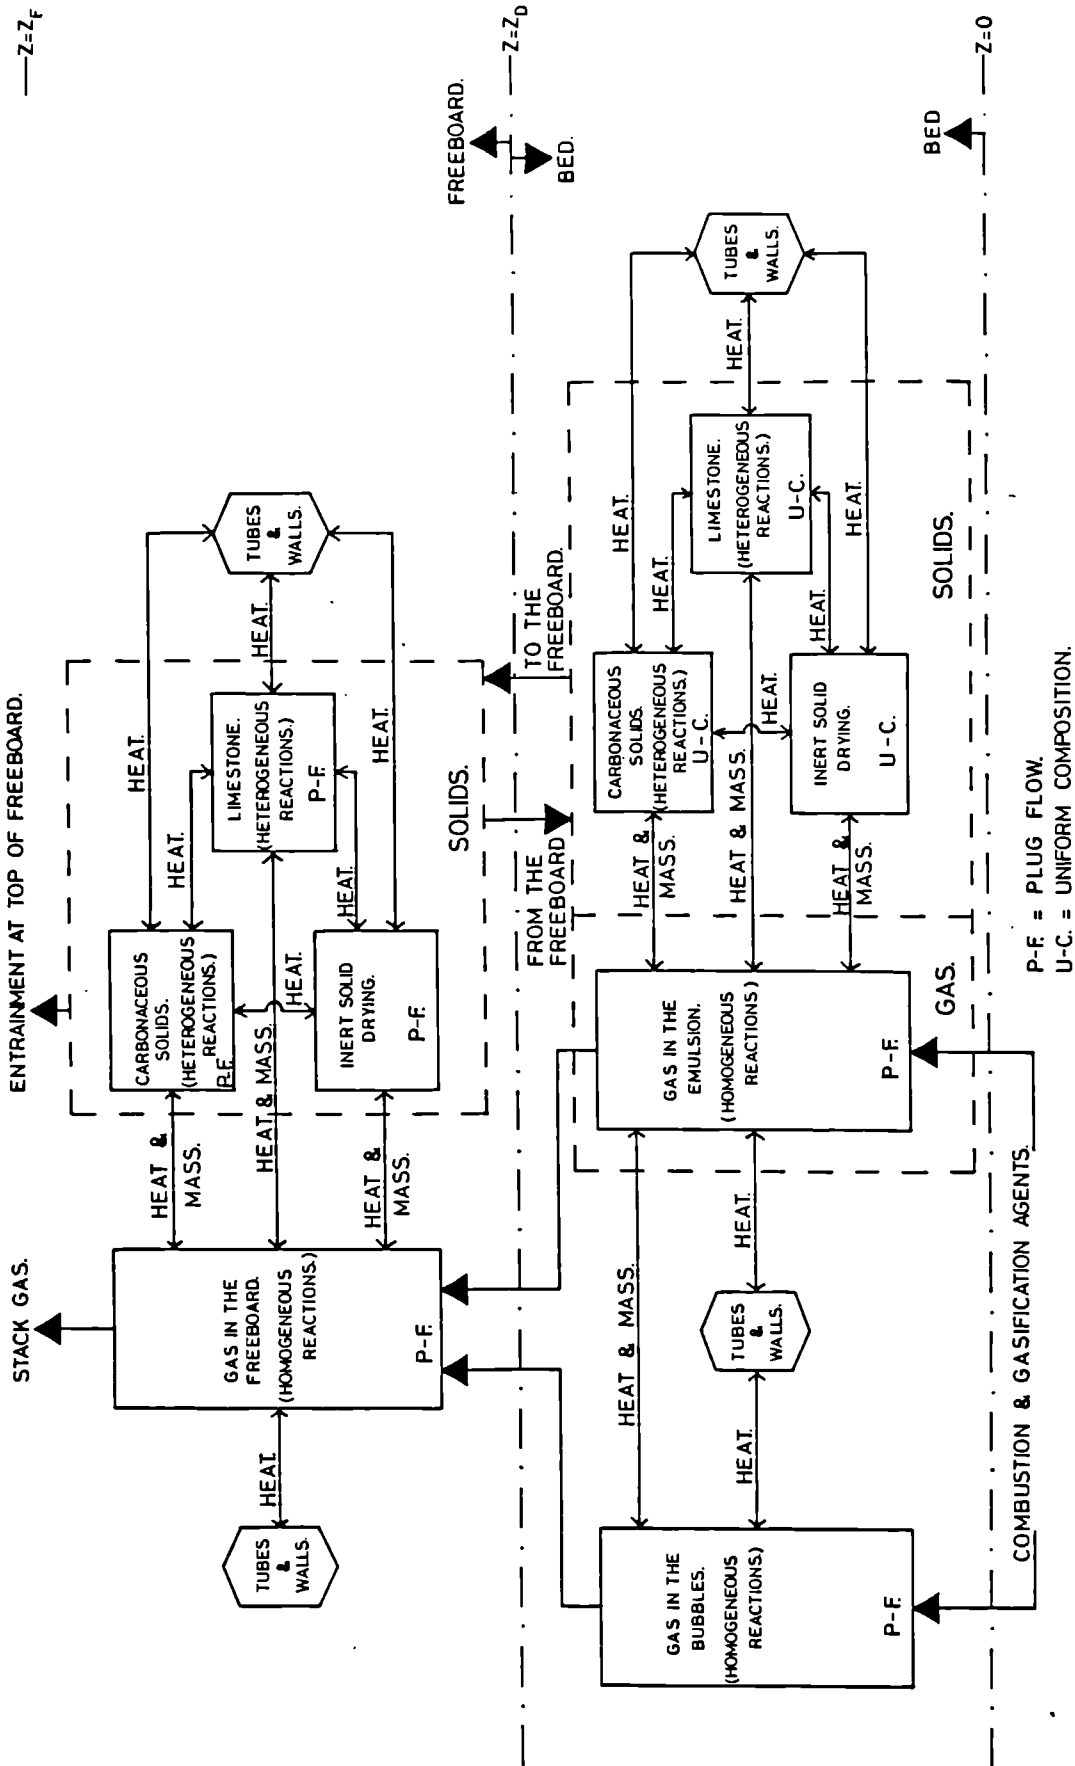 Z=Z_F
ENTRAINMENT AT TOP OF FREEBOARD.
STACK GAS.
TUBES
&
WALLS.
HEAT.
GAS IN THE
FREEBOARD.
(HOMOGENEOUS
REACTIONS.)
P-F.
HEAT &
MASS.
HEAT & MASS.
HEAT &
MASS.
CARBONACEOUS
SOLIDS.
(HETEROGENEOUS
REACTIONS.)
P-F.
HEAT.
INERT SOLID
DRYING.
P-F.
HEAT.
HEAT.
LIMESTONE.
(HETEROGENEOUS
REACTIONS.)
P-F.
HEAT.
HEAT.
HEAT.
TUBES
&
WALLS.
SOLIDS.
FREEBOARD.
Z=Z_D
BED.
FROM THE
FREEBOARD
TO THE
FREEBOARD.
GAS IN THE
BUBBLES.
(HOMOGENEOUS
REACTIONS.)
P-F.
HEAT & MASS.
HEAT.
TUBES
&
WALLS.
HEAT.
GAS IN THE
EMULSION.
(HOMOGENEOUS
REACTIONS)
P-F.
GAS.
HEAT &
MASS.
HEAT & MASS.
HEAT &
MASS.
CARBONACEOUS
SOLIDS.
(HETEROGENEOUS
REACTIONS.)
U-C.
HEAT.
INERT SOLID
DRYING.
U-C.
HEAT.
HEAT.
LIMESTONE.
(HETEROGENEOUS
REACTIONS.)
U-C.
HEAT.
HEAT.
HEAT.
TUBES
&
WALLS.
SOLIDS.
BED
Z=0
COMBUSTION & GASIFICATION AGENTS.
P-F. = PLUG FLOW.
U-C. = UNIFORM COMPOSITION.